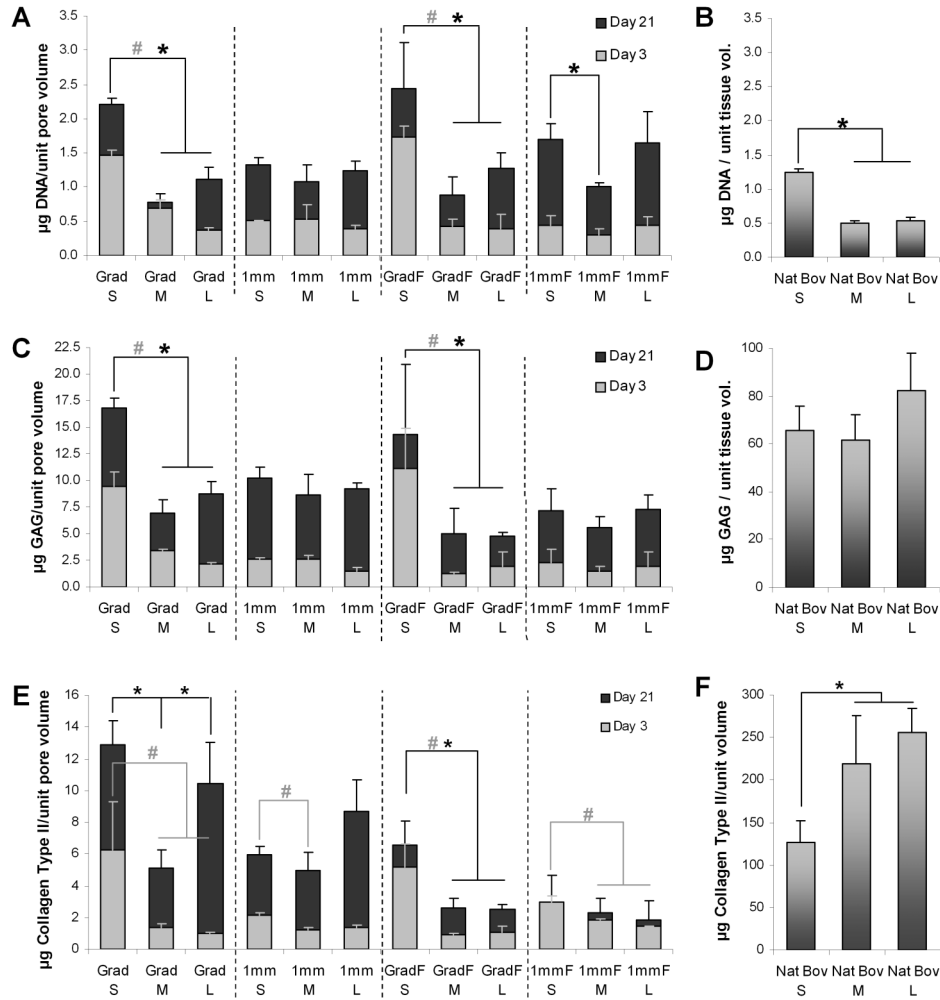 A
µg DNA/unit pore volume
3.5
3.0
2.5
2.0
1.5
1.0
0.5
0.0
# *
# *
*
Day 21
Day 3
Grad Grad Grad 1mm 1mm 1mm GradF GradF GradF 1mmF 1mmF 1mmF
S M L S M L S M L S M L
B
µg DNA / unit tissue vol.
3.5
3.0
2.5
2.0
1.5
1.0
0.5
0.0
*
Nat Bov Nat Bov Nat Bov
S M L
C
µg GAG/unit pore volume
22.5
20.0
17.5
15.0
12.5
10.0
7.5
5.0
2.5
0.0
# *
# *
Day 21
Day 3
Grad Grad Grad 1mm 1mm 1mm GradF GradF GradF 1mmF 1mmF 1mmF
S M L S M L S M L S M L
D
µg GAG / unit tissue vol.
100
80
60
40
20
0
Nat Bov Nat Bov Nat Bov
S M L
E
µg Collagen Type II/unit pore volume
16
14
12
10
8
6
4
2
0
* *
#
#
# *
#
Day 21
Day 3
Grad Grad Grad 1mm 1mm 1mm GradF GradF GradF 1mmF 1mmF 1mmF
S M L S M L S M L S M L
F
µg Collagen Type II/unit volume
300
250
200
150
100
50
0
*
Nat Bov Nat Bov Nat Bov
S M L